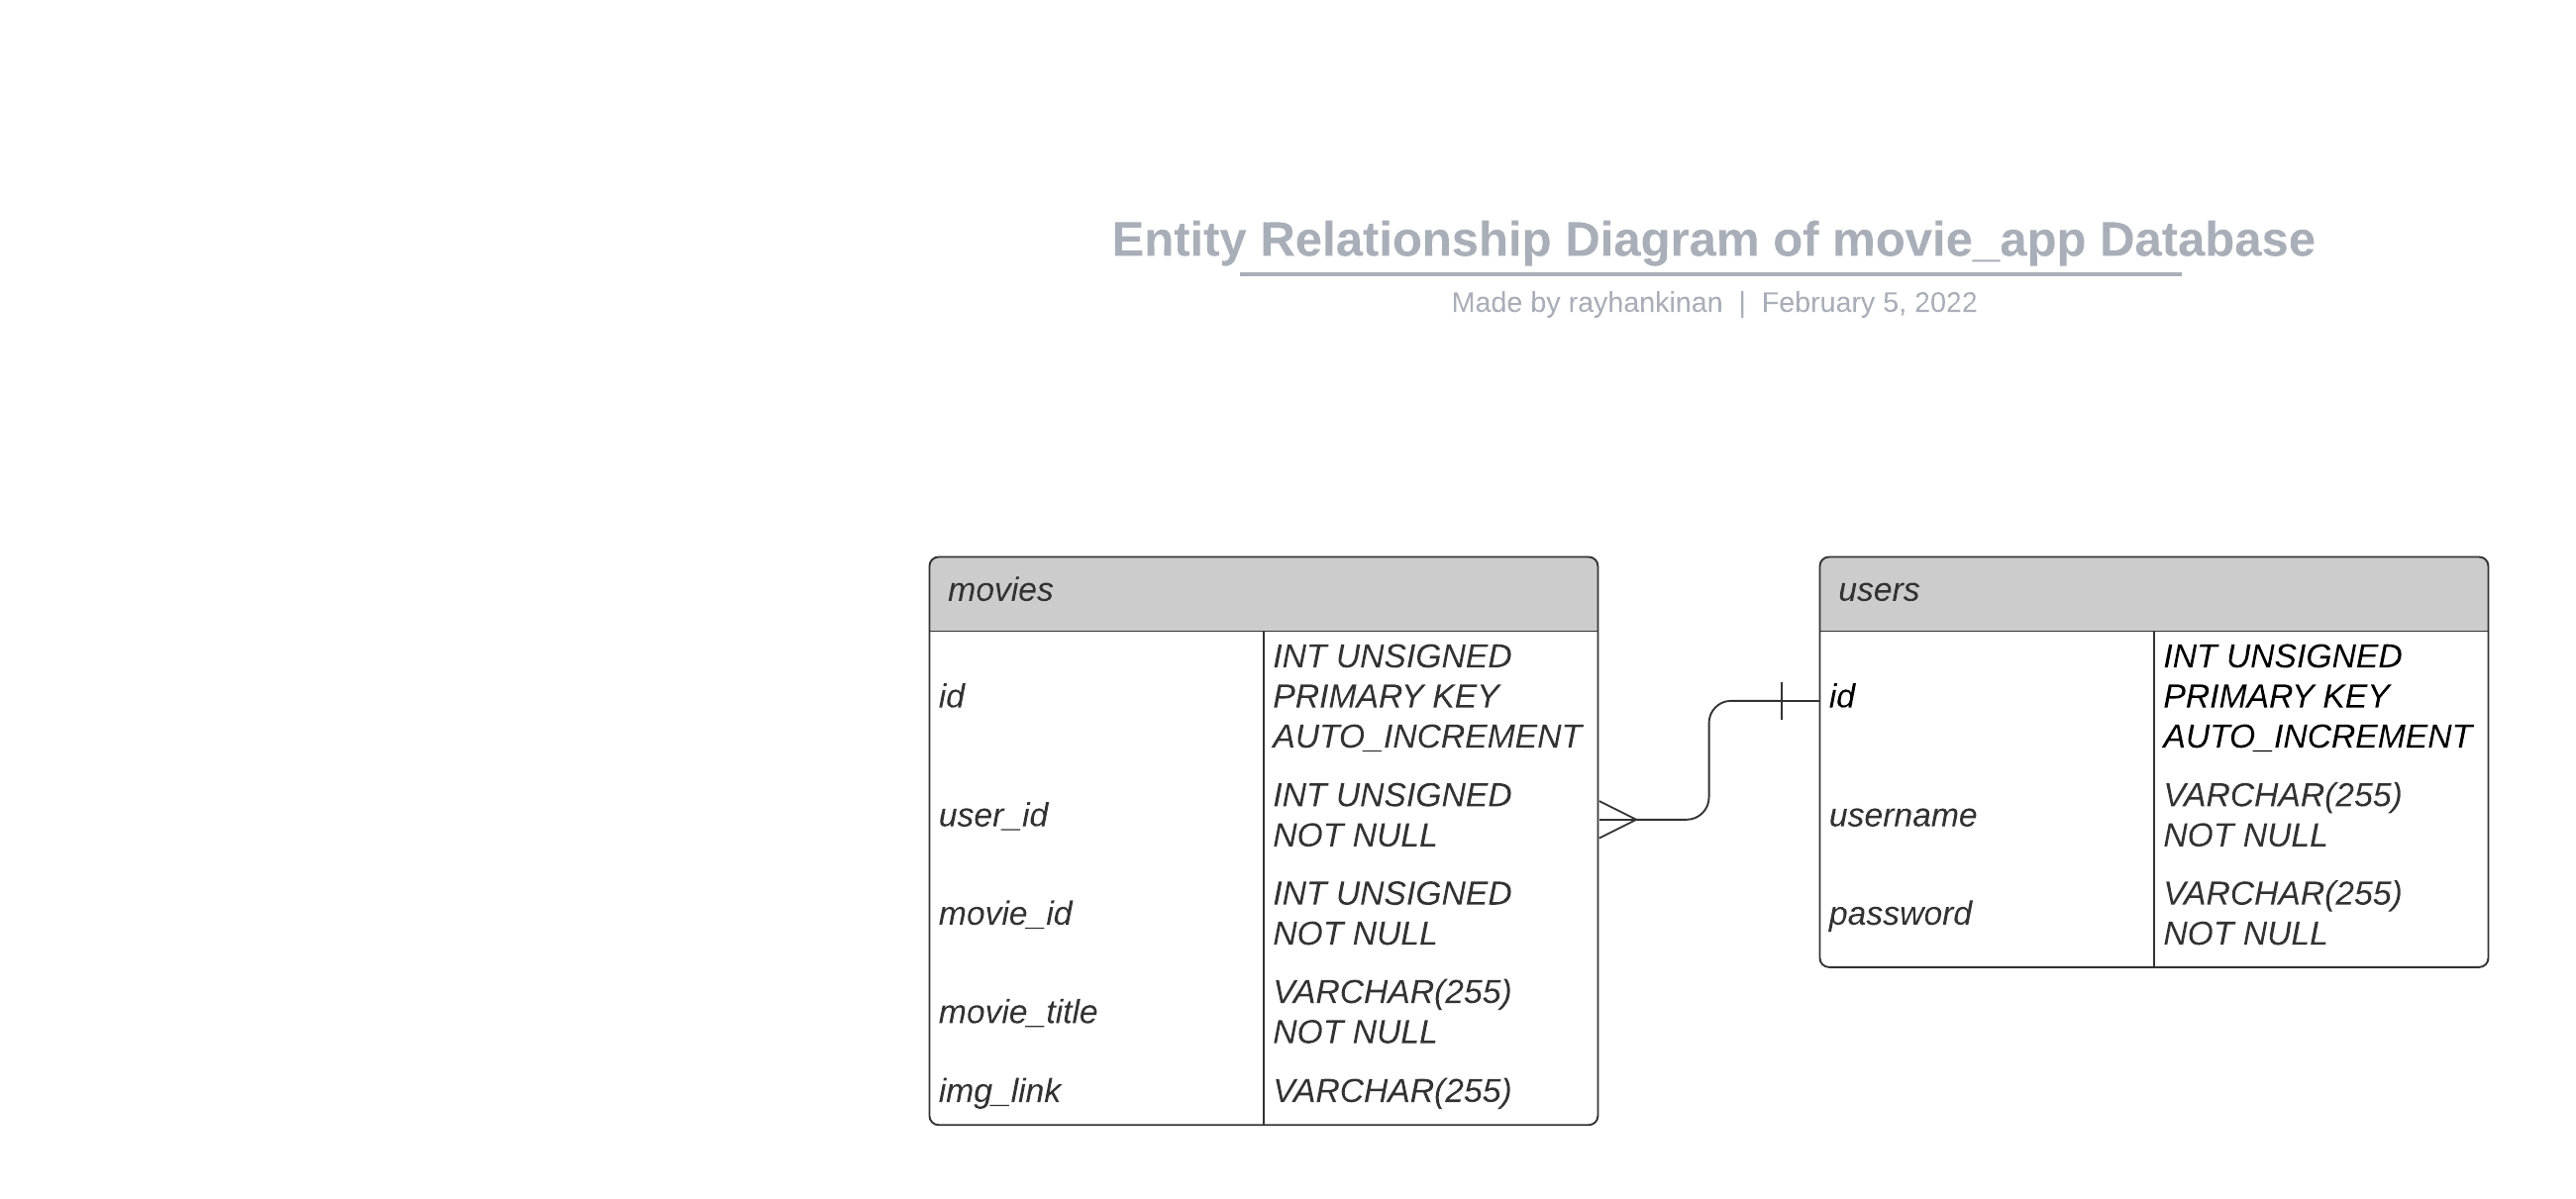 Entity Relationship Diagram of movie_app Database
Made by rayhankinan | February 5, 2022
movies
id
INT UNSIGNED
PRIMARY KEY
AUTO_INCREMENT
user_id
INT UNSIGNED
NOT NULL
movie_id
INT UNSIGNED
NOT NULL
movie_title
VARCHAR(255)
NOT NULL
img_link
VARCHAR(255)
users
id
INT UNSIGNED
PRIMARY KEY
AUTO_INCREMENT
username
VARCHAR(255)
NOT NULL
password
VARCHAR(255)
NOT NULL